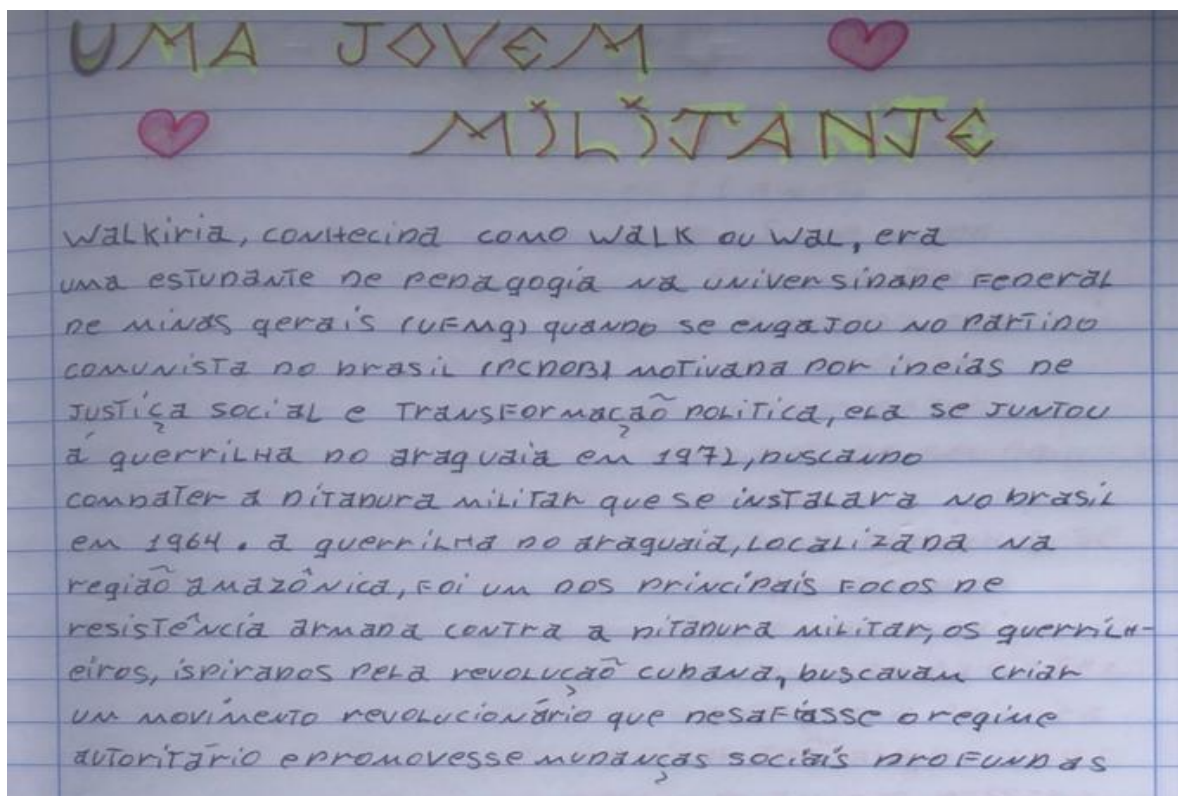 UMA JOVEM
MILITANTE
Walkiria, conhecida como Walk ou Wal, era
uma estudante de pedagogia na universidade Federal
de minas gerais (UFMG) quando se engajou no partido
comunista do brasil (PCDOB) motivada por ideias de
justiça social e transformação politica, ela se juntou
á guerrilha do araguaia em 1972, buscando
combater a ditadura militar que se instalara no brasil
em 1964. a guerrilha do araguaia, localizada na
região amazônica, foi um dos principais focos de
resistência armada contra a ditadura militar, os guerrilh-
eiros, ispirados pela revolução cubana, buscavam criar
um movimento revolucionário que desafiasse o regime
autoritário e promovesse mudanças sociais profundas